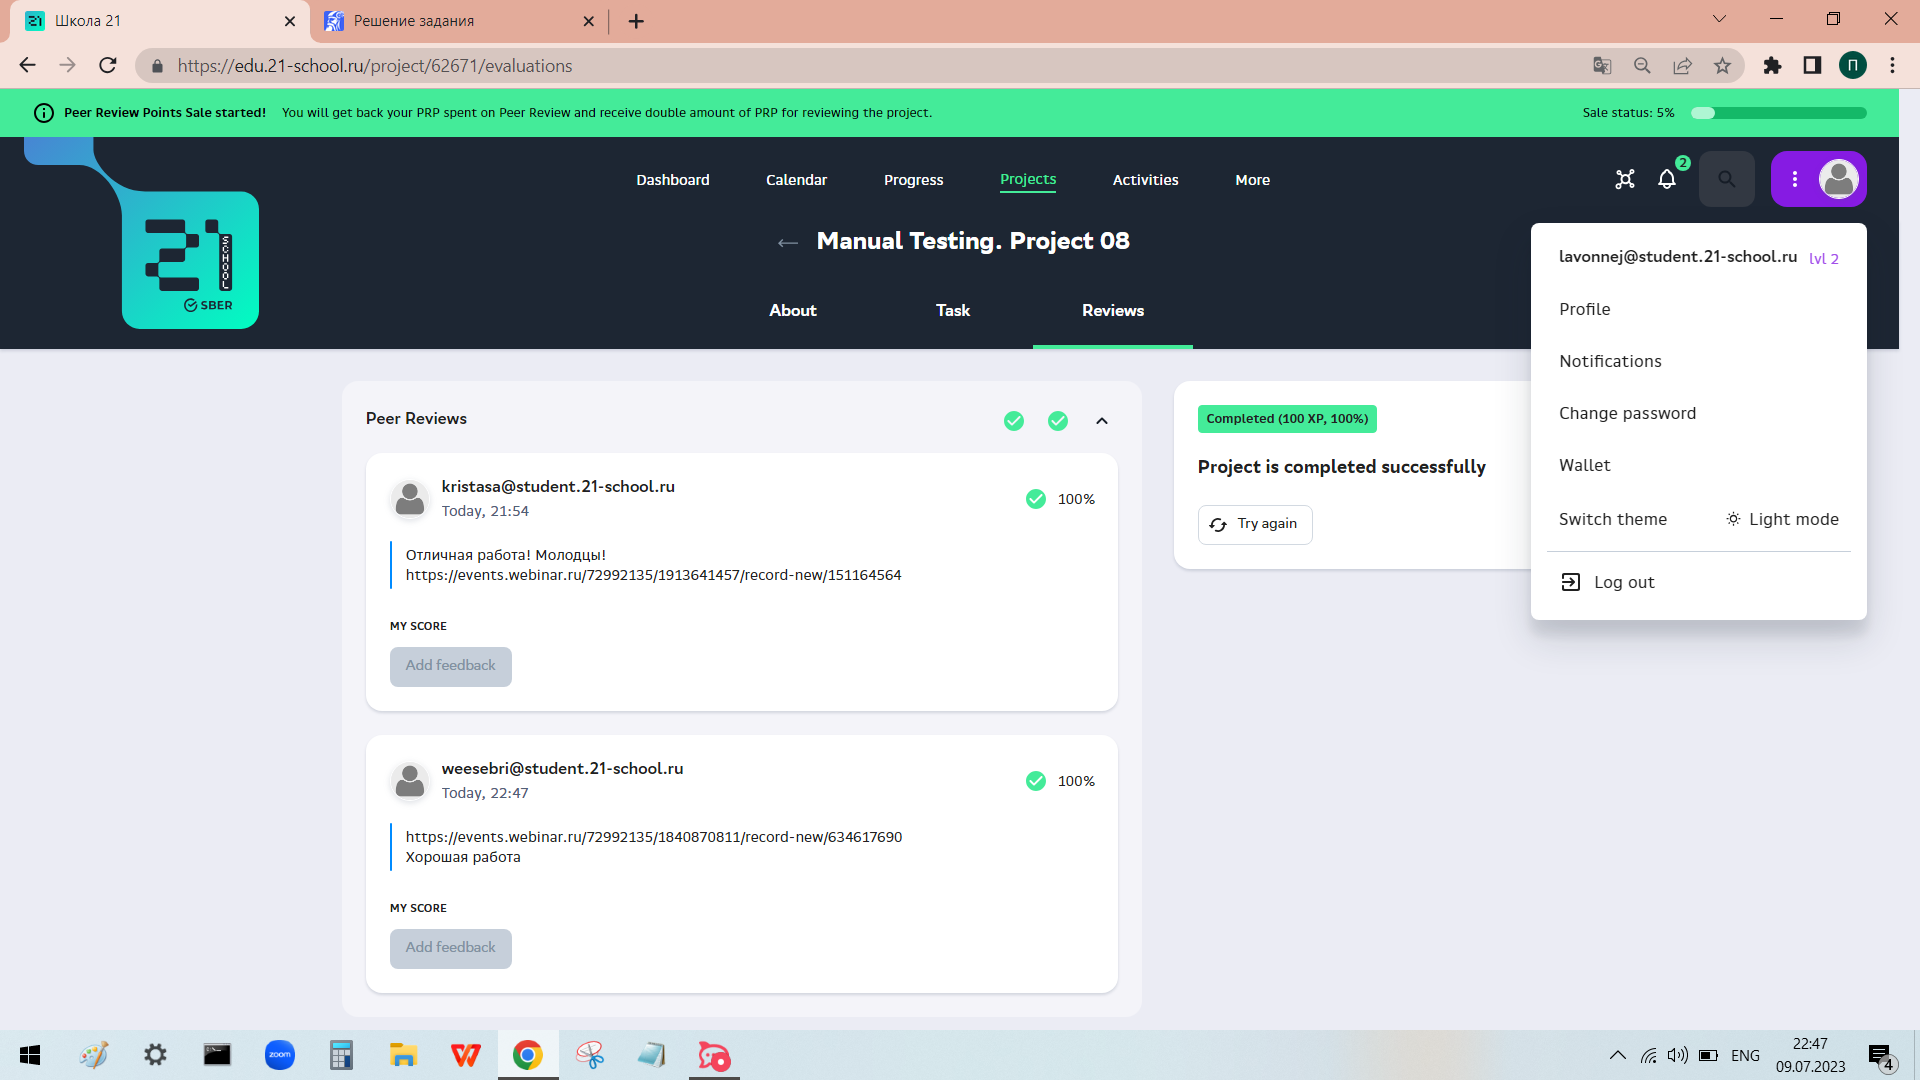 Школа 21
Решение задания
https://edu.21-school.ru/project/62671/evaluations
П
Peer Review Points Sale started! You will get back your PRP spent on Peer Review and receive double amount of PRP for reviewing the project.
Sale status: 5%
21 SCHOOL
SBER
Dashboard
Calendar
Progress
Projects
Activities
More
2
Manual Testing. Project 08
About
Task
Reviews
lavonnej@student.21-school.ru lvl 2
Profile
Notifications
Change password
Wallet
Switch theme Light mode
Log out
Peer Reviews
kristasa@student.21-school.ru
Today, 21:54
100%
Отличная работа! Молодцы!
https://events.webinar.ru/72992135/1913641457/record-new/151164564
MY SCORE
Add feedback
weesebri@student.21-school.ru
Today, 22:47
100%
https://events.webinar.ru/72992135/1840870811/record-new/634617690
Хорошая работа
MY SCORE
Add feedback
Completed (100 XP, 100%)
Project is completed successfully
Try again
zoom
ENG
22:47
09.07.2023
4